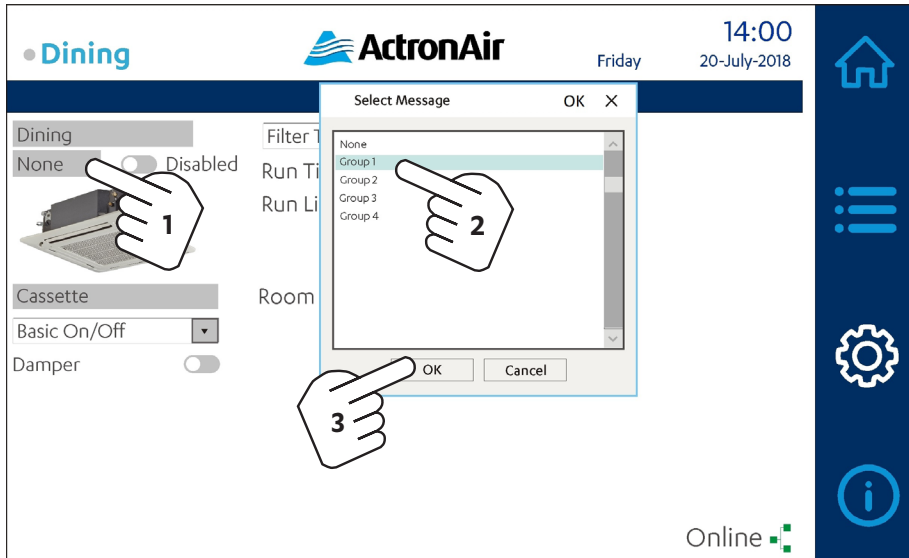 Dining
ActronAir
Friday
14:00
20-July-2018
Select Message OK X
Dining
None Disabled
Filter T
Run Ti
Run Li
None
Group 1
Group 2
Group 3
Group 4
1
2
Cassette
Room
Basic On/Off
Damper
OK Cancel
3
Online
i